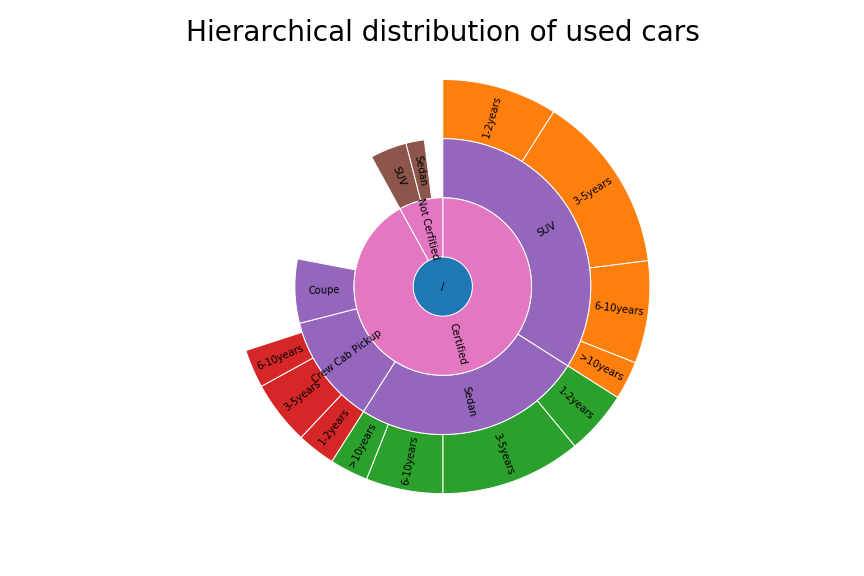 Hierarchical distribution of used cars
1-2years
3-5years
6-10years
>10years
SUV
1-2years
3-5years
6-10years
>10years
Sedan
1-2years
3-5years
6-10years
Crew Cab Pickup
Coupe
Certified
SUV
Sedan
Not Cerfitied
/